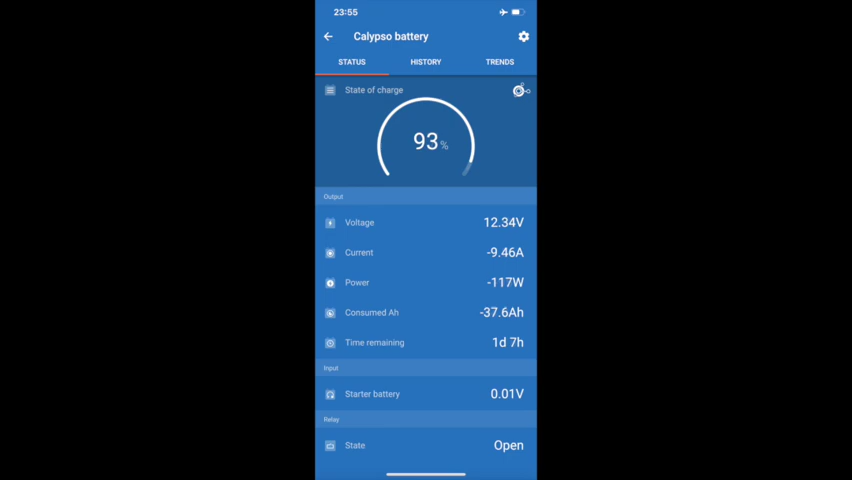 23:55
Calypso battery
STATUS HISTORY TRENDS
State of charge
93%
Output
Voltage 12.34V
Current -9.46A
Power -117W
Consumed Ah -37.6Ah
Time remaining 1d 7h
Input
Starter battery 0.01V
Relay
State Open